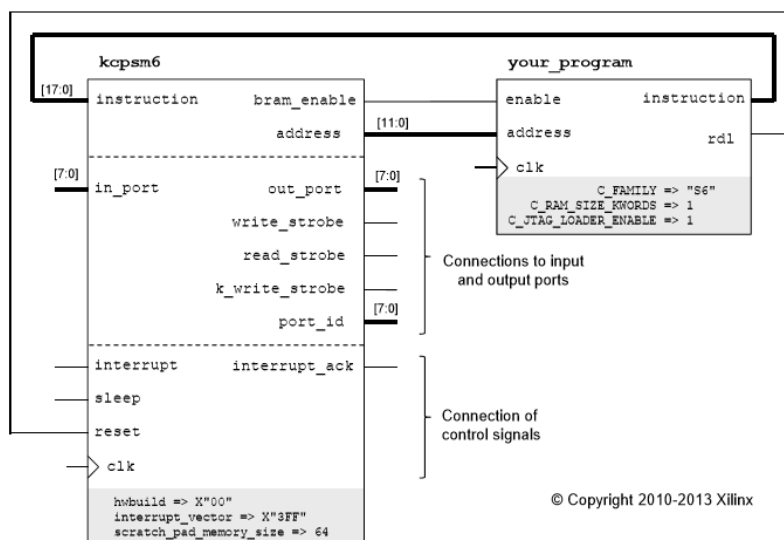 kcpsm6
your_program
[17:0]
instruction
bram_enable
enable
instruction
address
[11:0]
address
rdl
clk
[7:0]
in_port
out_port
[7:0]
C_FAMILY => "S6"
C_RAM_SIZE_KWORDS => 1
C_JTAG_LOADER_ENABLE => 1
write_strobe
read_strobe
k_write_strobe
port_id
[7:0]
Connections to input
and output ports
interrupt
interrupt_ack
sleep
reset
clk
Connection of
control signals
hwbuild => X"00"
interrupt_vector => X"3FF"
scratch_pad_memory_size => 64
© Copyright 2010-2013 Xilinx